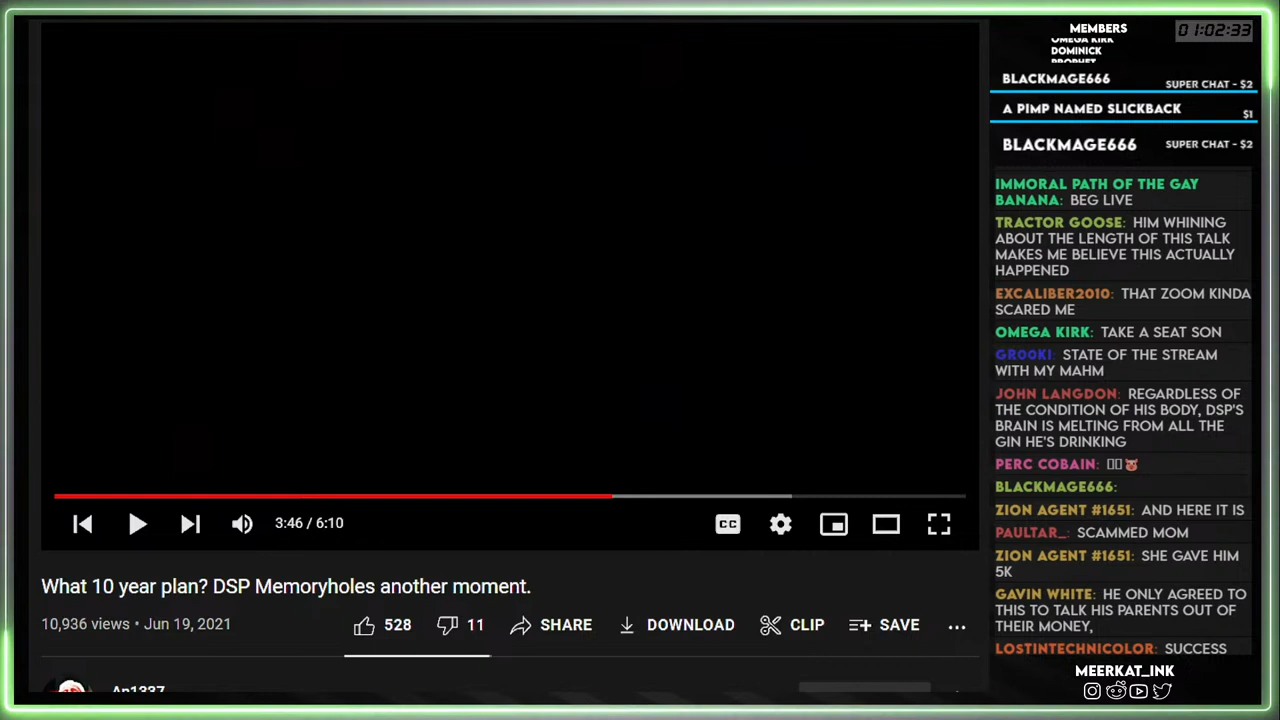 MEMBERS
01:02:33
OMEGA KIRK
DOMINICK
PROPHET
BLACKMAGE666 SUPER CHAT - $2
A PIMP NAMED SLICKBACK $1
BLACKMAGE666 SUPER CHAT - $2
IMMORAL PATH OF THE GAY
BANANA: BEG LIVE
TRACTOR GOOSE: HIM WHINING
ABOUT THE LENGTH OF THIS TALK
MAKES ME BELIEVE THIS ACTUALLY
HAPPENED
EXCALIBER2010: THAT ZOOM KINDA
SCARED ME
OMEGA KIRK: TAKE A SEAT SON
GR00KI: STATE OF THE STREAM
WITH MY MAHM
JOHN LANGDON: REGARDLESS OF
THE CONDITION OF HIS BODY, DSP'S
BRAIN IS MELTING FROM ALL THE
GIN HE'S DRINKING
PERC COBAIN:
BLACKMAGE666:
ZION AGENT #1651: AND HERE IT IS
PAULTAR_: SCAMMED MOM
ZION AGENT #1651: SHE GAVE HIM
5K
GAVIN WHITE: HE ONLY AGREED TO
THIS TO TALK HIS PARENTS OUT OF
THEIR MONEY,
LOSTINTECHNICOLOR: SUCCESS
MEERKAT_INK
3:46 / 6:10
CC
What 10 year plan? DSP Memoryholes another moment.
10,936 views • Jun 19, 2021
528
11
SHARE
DOWNLOAD
CLIP
SAVE
An1337